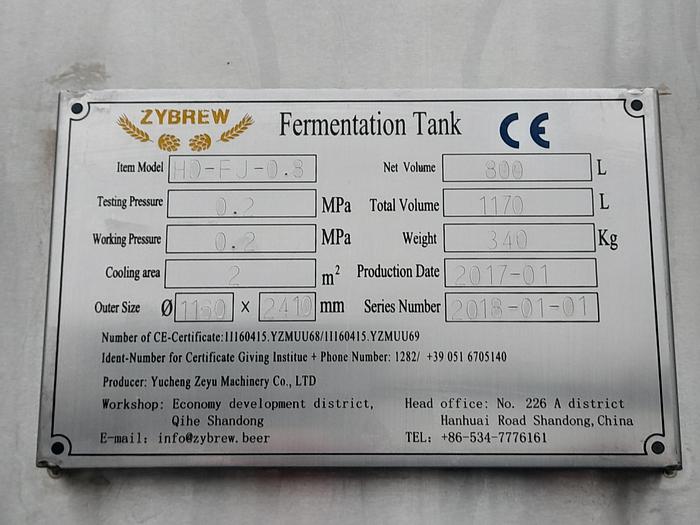 ZYBREW
Fermentation Tank
CE
Item Model HD-FJ-0.8
Net Volume 800 L
Testing Pressure 0.2 MPa
Total Volume 1170 L
Working Pressure 0.2 MPa
Weight 340 Kg
Cooling area 2 m²
Production Date 2017-01
Outer Size Ø 1160 x 2410 mm
Series Number 2018-01-01
Number of CE-Certificate:11160415.YZMUU68/11160415.YZMUU69
Ident-Number for Certificate Giving Institue + Phone Number: 1282/ +39 051 6705140
Producer: Yucheng Zeyu Machinery Co., LTD
Workshop: Economy development district,
Qihe Shandong
Head office: No. 226 A district
Hanhuai Road Shandong,China
E-mail: info@zybrew.beer
TEL: +86-534-7776161